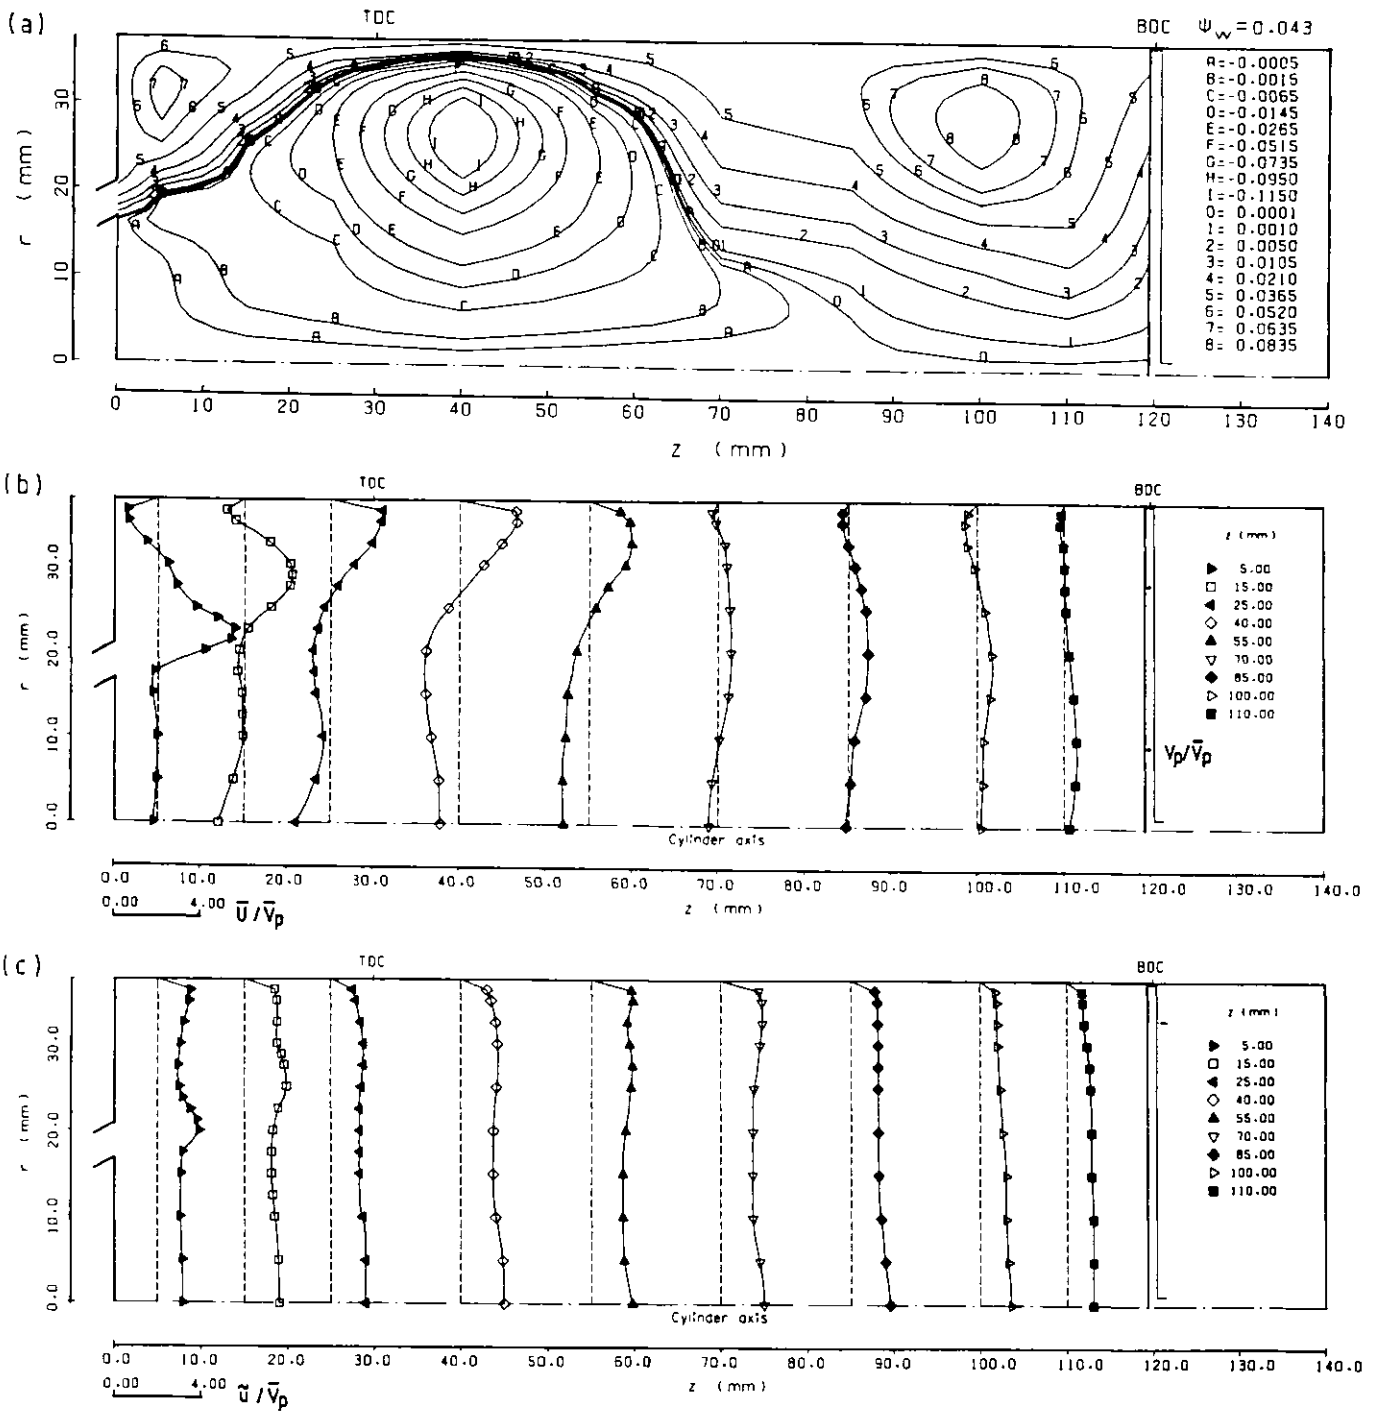 (a)
TDC
BDC Ψw=0.043
A=-0.0005
B=-0.0015
C=-0.0065
D=-0.0145
E=-0.0265
F=-0.0515
G=-0.0735
H=-0.0950
I=-0.1150
0= 0.0001
1= 0.0010
2= 0.0050
3= 0.0105
4= 0.0210
5= 0.0365
6= 0.0520
7= 0.0635
8= 0.0835
r (mm)
30
20
10
0
0 10 20 30 40 50 60 70 80 90 100 110 120 130 140
z (mm)
(b)
TDC
BDC
r (mm)
30.0
20.0
10.0
0.0
z (mm)
5.00
15.00
25.00
40.00
55.00
70.00
85.00
100.00
110.00
Vp/V̄p
Cylinder axis
0.0 10.0 20.0 30.0 40.0 50.0 60.0 70.0 80.0 90.0 100.0 110.0 120.0 130.0 140.0
0.00 4.00 Ū/V̄p
z (mm)
(c)
TDC
BDC
r (mm)
30.0
20.0
10.0
0.0
z (mm)
5.00
15.00
25.00
40.00
55.00
70.00
85.00
100.00
110.00
Cylinder axis
0.0 10.0 20.0 30.0 40.0 50.0 60.0 70.0 80.0 90.0 100.0 110.0 120.0 130.0 140.0
0.00 4.00 ũ/V̄p
z (mm)